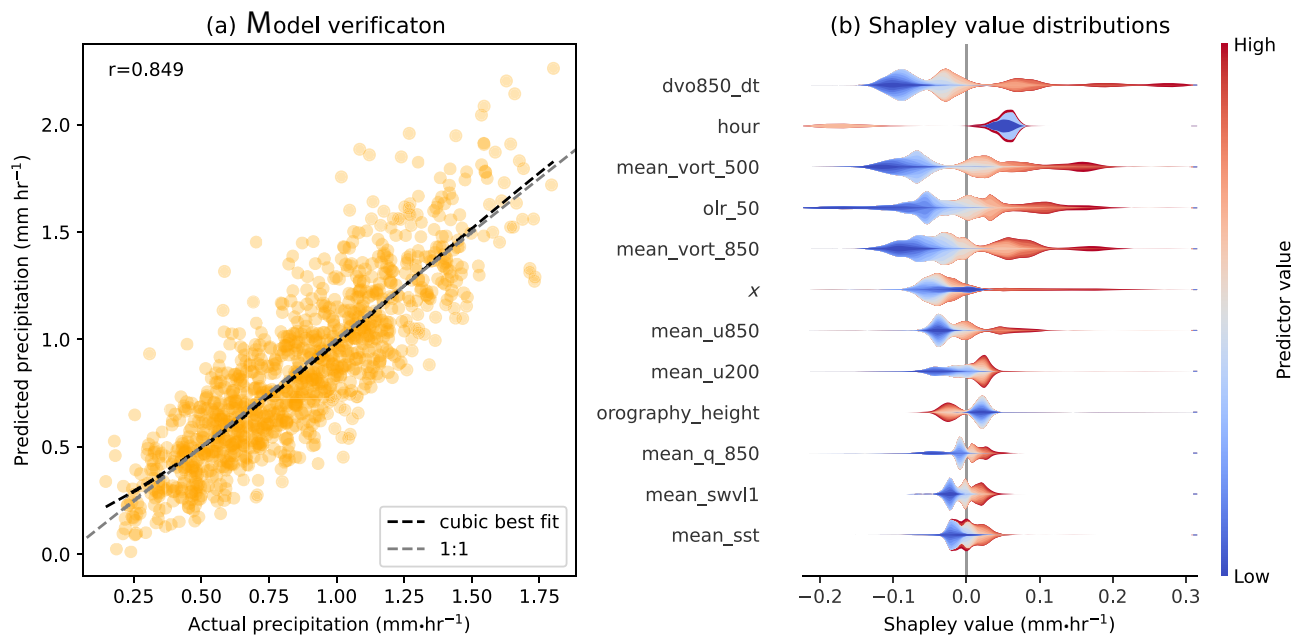 (a) Model verificaton
r=0.849
Predicted precipitation (mm hr⁻¹)
2.0
1.5
1.0
0.5
0.0
0.25
0.50
0.75
1.00
1.25
1.50
1.75
Actual precipitation (mm·hr⁻¹)
cubic best fit
1:1
(b) Shapley value distributions
dvo850_dt
hour
mean_vort_500
olr_50
mean_vort_850
x
mean_u850
mean_u200
orography_height
mean_q_850
mean_swvl1
mean_sst
−0.2
−0.1
0.0
0.1
0.2
0.3
Shapley value (mm·hr⁻¹)
High
Low
Predictor value